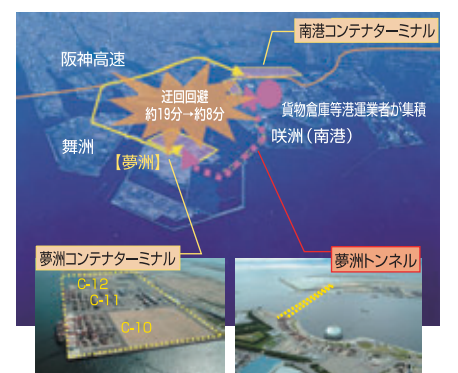 南港コンテナターミナル
阪神高速
迂回回避
約19分→約8分
貨物倉庫等港運業者が集積
咲洲（南港）
舞洲
【夢洲】
夢洲コンテナターミナル
夢洲トンネル
C-12
C-11
C-10